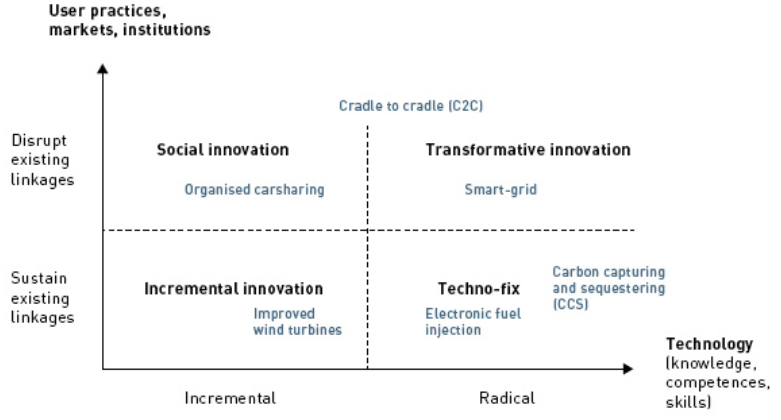 User practices,
markets, institutions
Cradle to cradle (C2C)
Disrupt
existing
linkages
Social innovation
Transformative innovation
Organised carsharing
Smart-grid
Sustain
existing
linkages
Incremental innovation
Techno-fix
Carbon capturing
and sequestering
(CCS)
Improved
wind turbines
Electronic fuel
injection
Technology
(knowledge,
competences,
skills)
Incremental
Radical